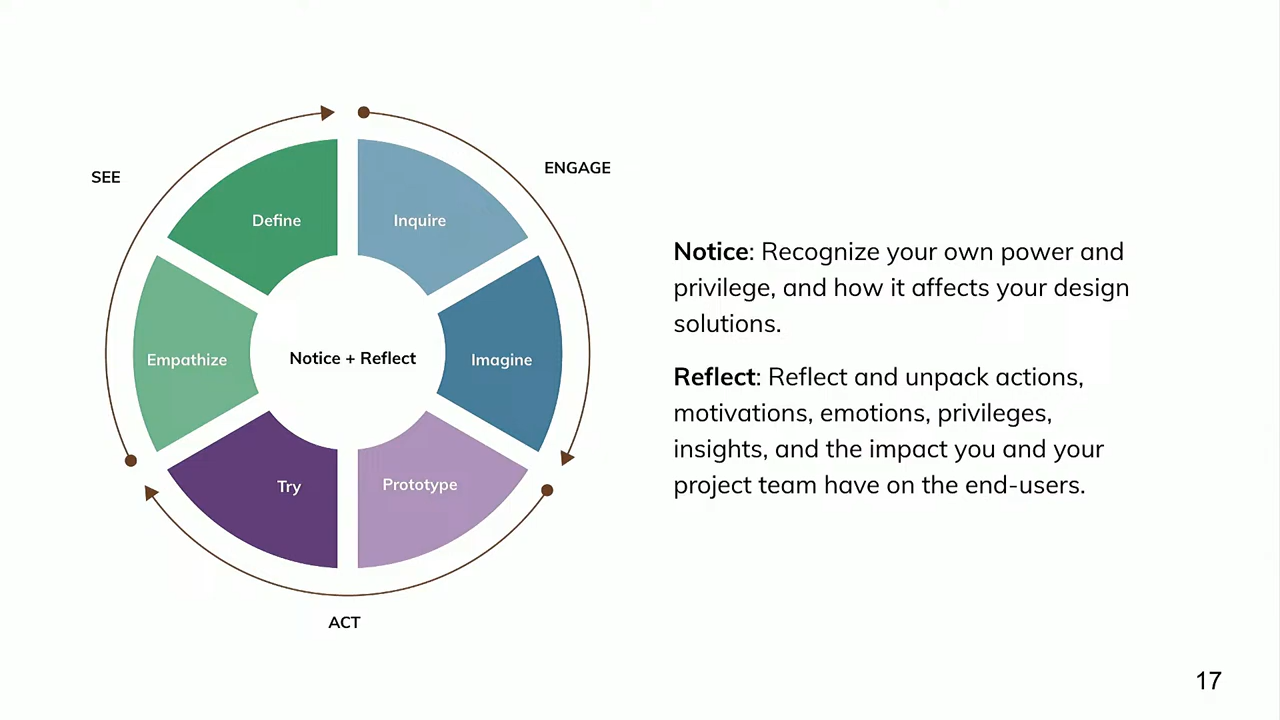 SEE
ENGAGE
Define
Inquire
Empathize
Notice + Reflect
Imagine
Try
Prototype
ACT
Notice: Recognize your own power and
privilege, and how it affects your design
solutions.
Reflect: Reflect and unpack actions,
motivations, emotions, privileges,
insights, and the impact you and your
project team have on the end-users.
17